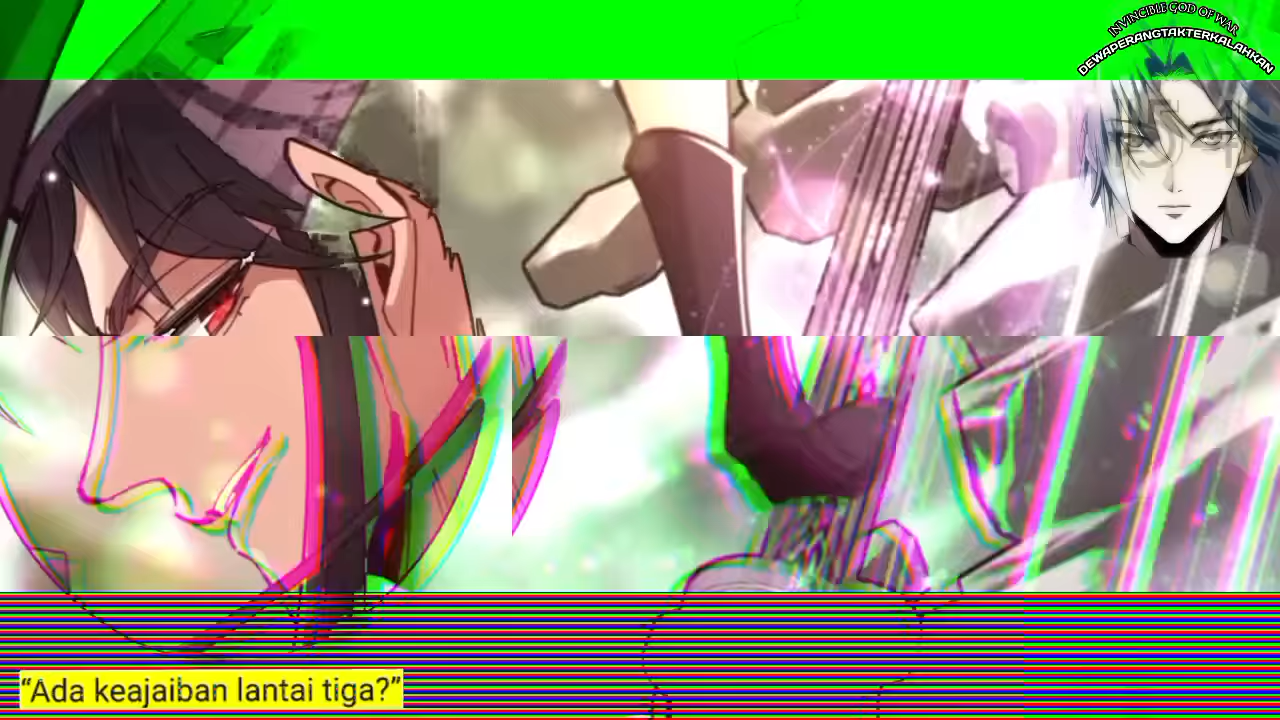 INVINCIBLE GOD OF WAR
DEWAPERANGTAKTERKALAHKAN
“Ada keajaiban lantai tiga?”